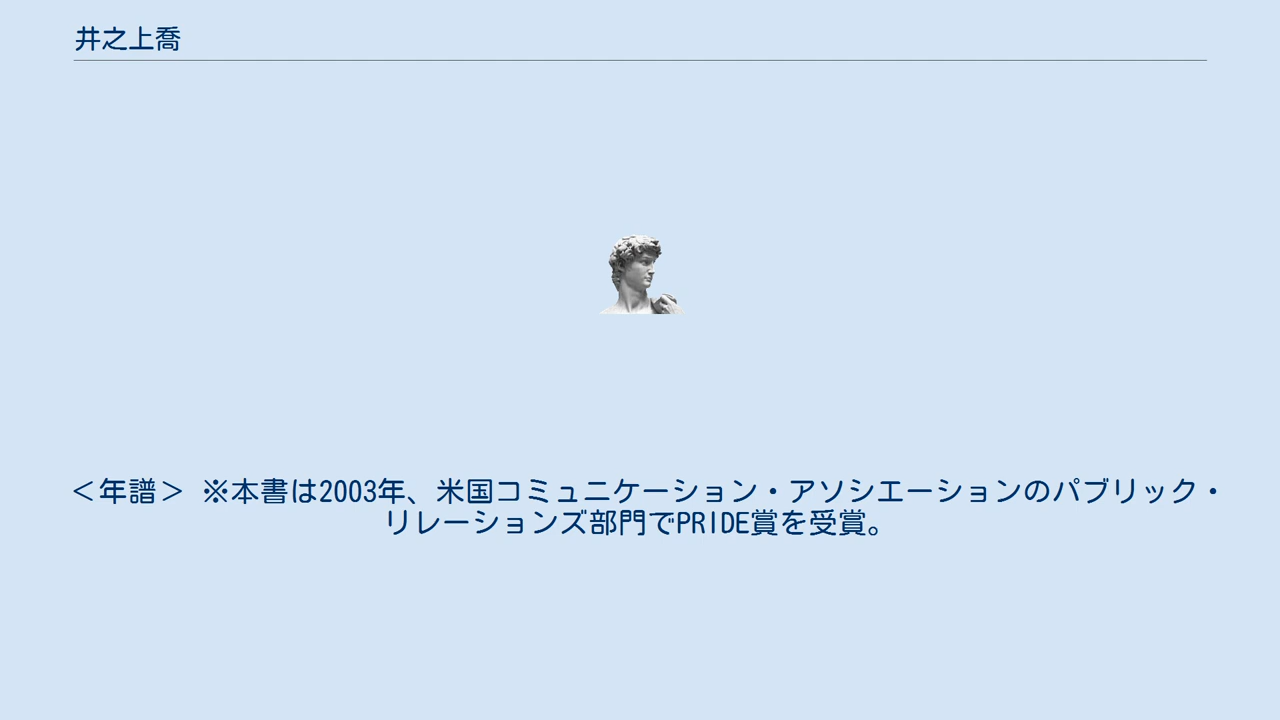 井之上喬
＜年譜＞ ※本書は2003年、米国コミュニケーション・アソシエーションのパブリック・
リレーションズ部門でPRIDE賞を受賞。